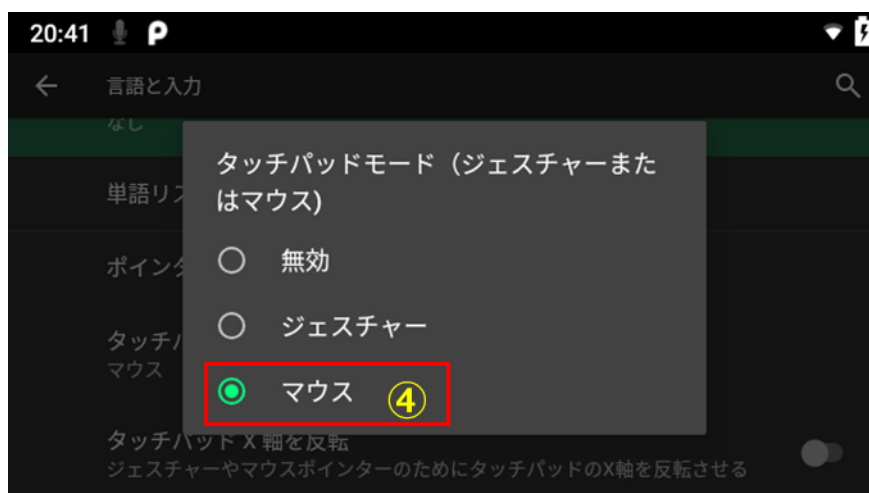 20:41
言語と入力
なし
タッチパッドモード（ジェスチャーまた
はマウス)
単語リス
無効
ポインタ
ジェスチャー
タッチパ
マウス
マウス ④
タッチパッド X 軸を反転
ジェスチャーやマウスポインターのためにタッチパッドのX軸を反転させる